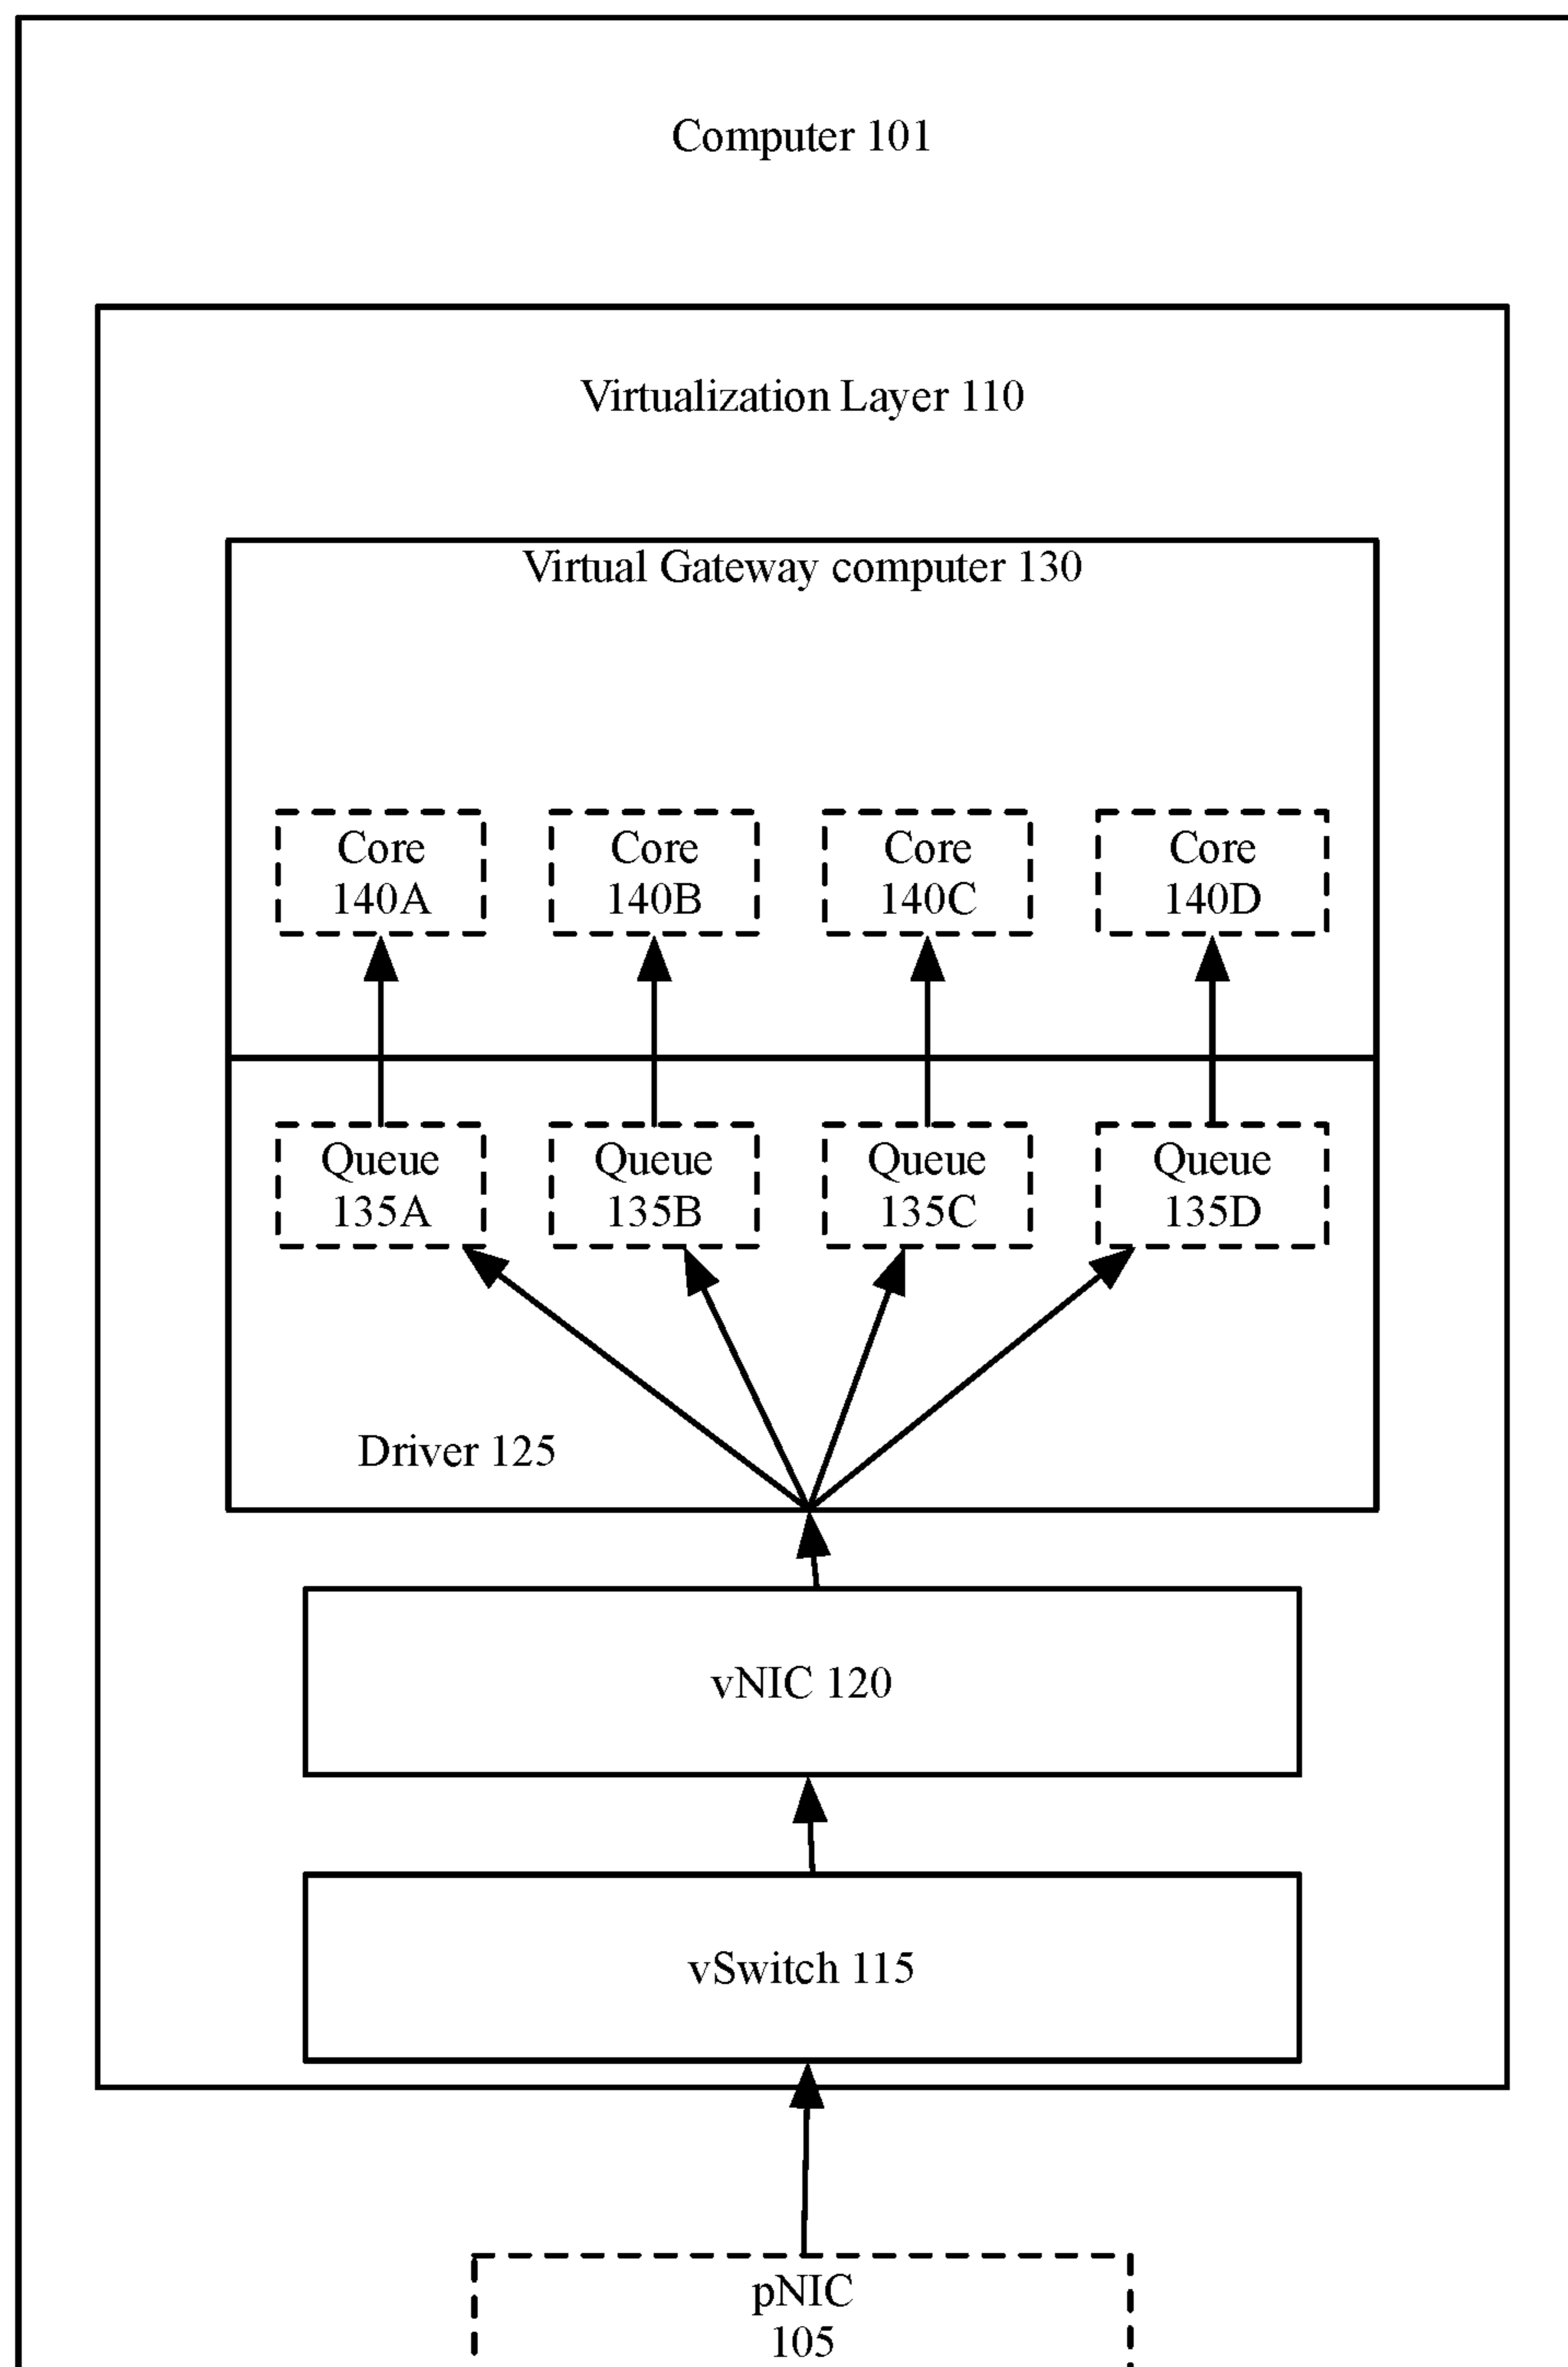 Computer 101
Virtualization Layer 110
Virtual Gateway computer 130
Core
140A
Core
140B
Core
140C
Core
140D
Queue
135A
Queue
135B
Queue
135C
Queue
135D
Driver 125
vNIC 120
vSwitch 115
pNIC
105